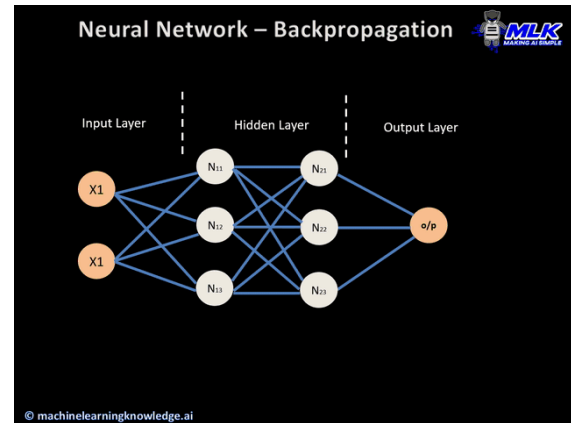 Neural Network – Backpropagation
MLK
MAKING AI SIMPLE
Input Layer
Hidden Layer
Output Layer
X1
X1
N11
N12
N13
N21
N22
N23
o/p
© machinelearningknowledge.ai